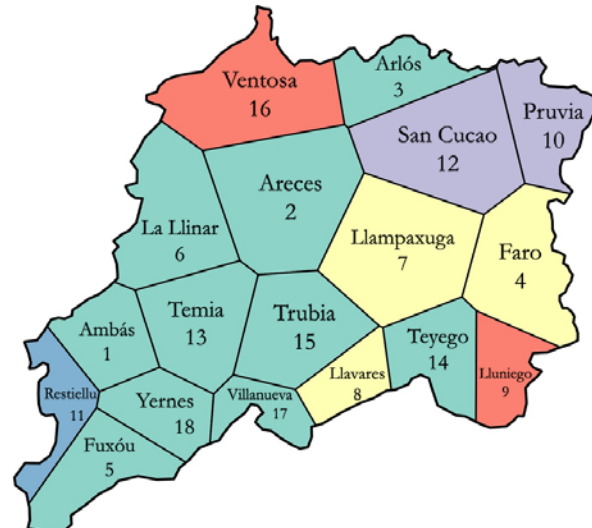 Ventosa
16
Arlós
3
Pruvia
10
San Cucao
12
Areces
2
La Llinar
6
Llampaxuga
7
Faro
4
Temia
13
Trubia
15
Ambás
1
Teyego
14
Lluniego
9
Llavares
8
Restiellu
11
Yernes
18
Villanueva
17
Fuxóu
5